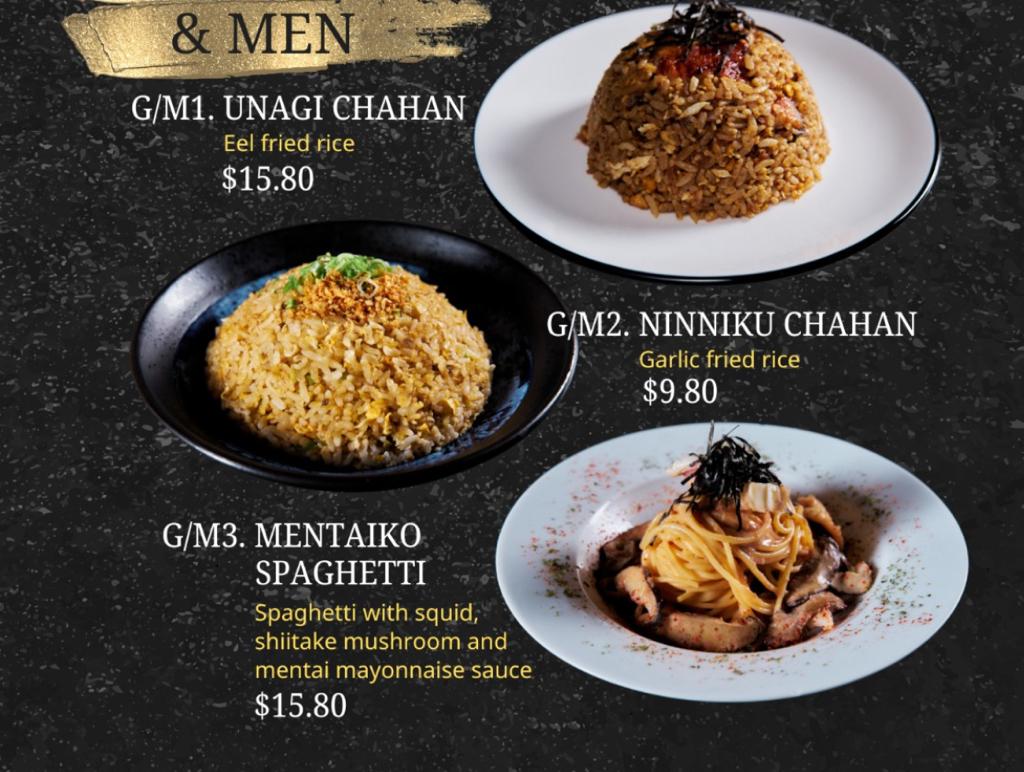 & MEN
G/M1. UNAGI CHAHAN
Eel fried rice
$15.80
G/M2. NINNIKU CHAHAN
Garlic fried rice
$9.80
G/M3. MENTAIKO
SPAGHETTI
Spaghetti with squid,
shiitake mushroom and
mentai mayonnaise sauce
$15.80